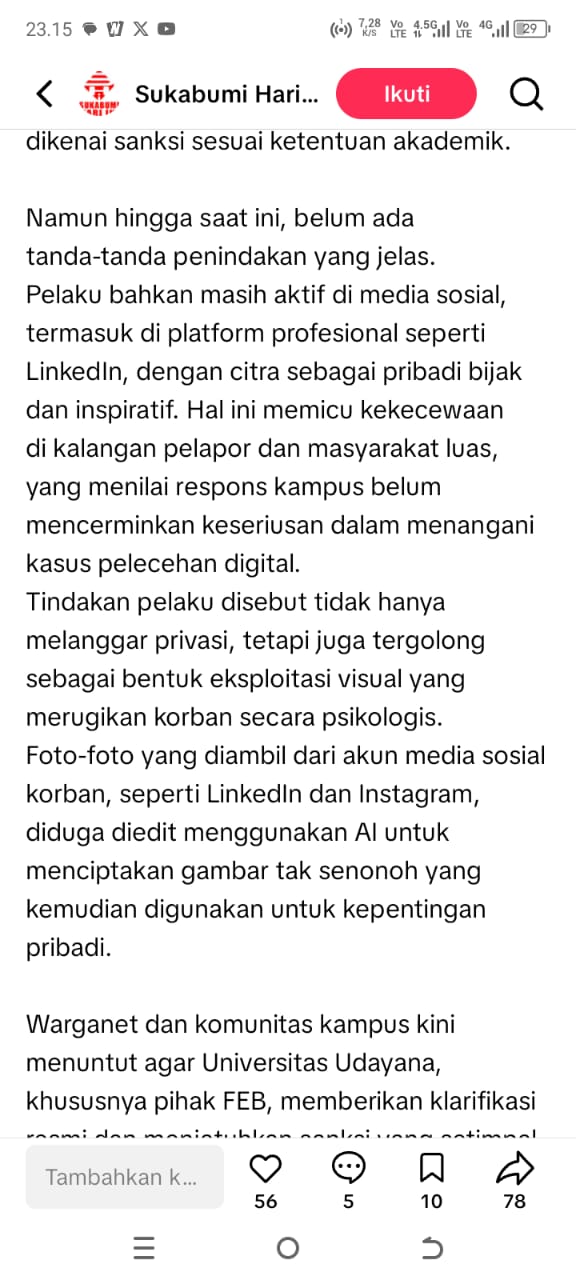 23.15
7,28 K/S
Vo LTE
4.5G
Vo LTE
4G
29
SUKABUMI
Sukabumi Hari...
Ikuti
dikenai sanksi sesuai ketentuan akademik.
Namun hingga saat ini, belum ada
tanda-tanda penindakan yang jelas.
Pelaku bahkan masih aktif di media sosial,
termasuk di platform profesional seperti
LinkedIn, dengan citra sebagai pribadi bijak
dan inspiratif. Hal ini memicu kekecewaan
di kalangan pelapor dan masyarakat luas,
yang menilai respons kampus belum
mencerminkan keseriusan dalam menangani
kasus pelecehan digital.
Tindakan pelaku disebut tidak hanya
melanggar privasi, tetapi juga tergolong
sebagai bentuk eksploitasi visual yang
merugikan korban secara psikologis.
Foto-foto yang diambil dari akun media sosial
korban, seperti LinkedIn dan Instagram,
diduga diedit menggunakan AI untuk
menciptakan gambar tak senonoh yang
kemudian digunakan untuk kepentingan
pribadi.
Warganet dan komunitas kampus kini
menuntut agar Universitas Udayana,
khususnya pihak FEB, memberikan klarifikasi
resmi dan menjatuhkan sanksi yang setimpal
Tambahkan k...
56
5
10
78